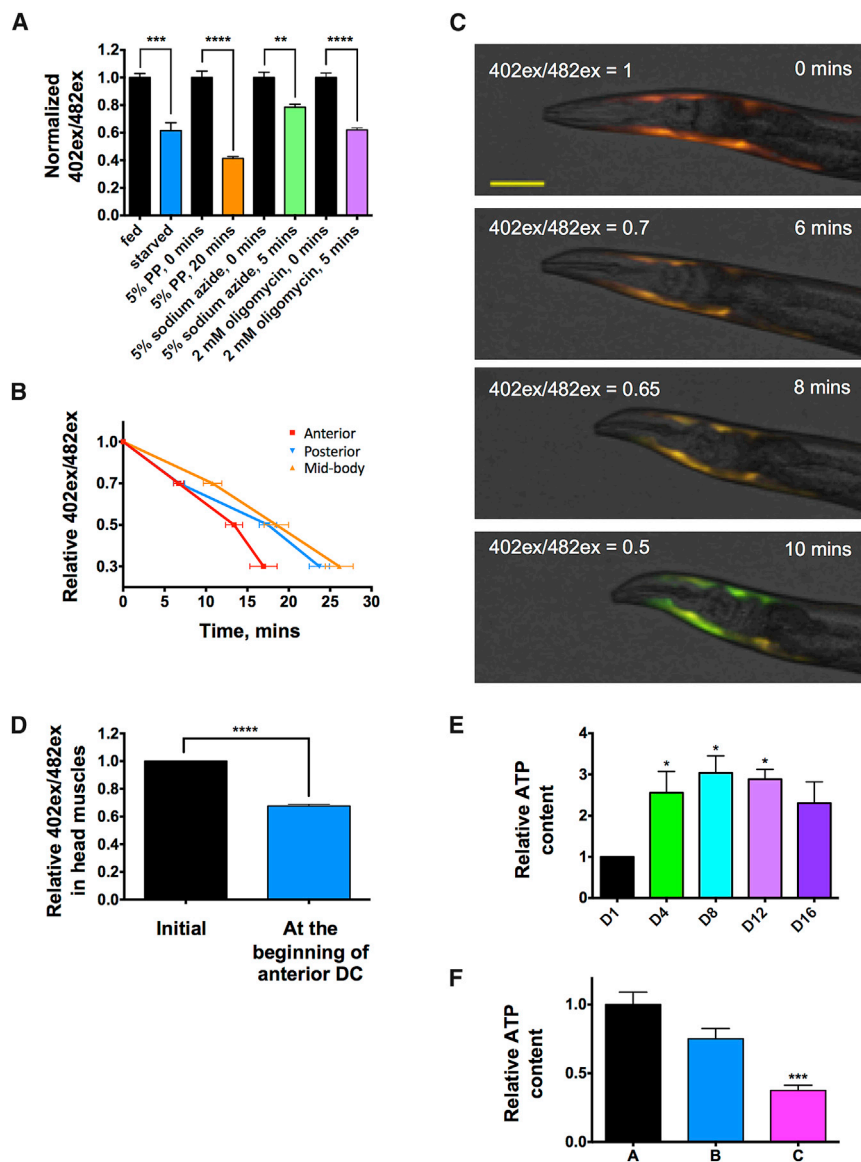 A
*** **** ** ****
Normalized
402ex/482ex
1.4
1.2
1.0
0.8
0.6
0.4
0.2
0.0
fed
starved
5% PP, 0 mins
5% PP, 20 mins
5% sodium azide, 0 mins
5% sodium azide, 5 mins
2 mM oligomycin, 0 mins
2 mM oligomycin, 5 mins
B
Relative 402ex/482ex
1.0
0.7
0.5
0.3
Anterior
Posterior
Mid-body
0 5 10 15 20 25 30
Time, mins
C
402ex/482ex = 1 0 mins
402ex/482ex = 0.7 6 mins
402ex/482ex = 0.65 8 mins
402ex/482ex = 0.5 10 mins
D
Relative 402ex/482ex
in head muscles
****
1.2
1.0
0.8
0.6
0.4
0.2
0.0
Initial
At the
beginning of
anterior DC
E
Relative ATP
content
4
3
2
1
0
* * *
D1 D4 D8 D12 D16
F
Relative ATP
content
1.0
0.5
0.0
***
A B C